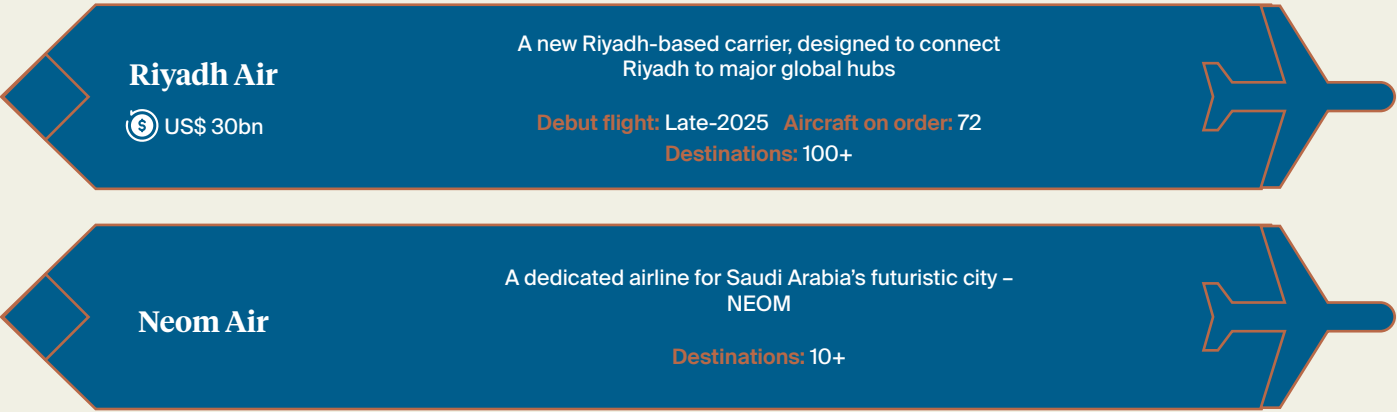 Riyadh Air
$ US$ 30bn
A new Riyadh-based carrier, designed to connect
Riyadh to major global hubs
Debut flight: Late-2025 Aircraft on order: 72
Destinations: 100+
Neom Air
A dedicated airline for Saudi Arabia’s futuristic city –
NEOM
Destinations: 10+